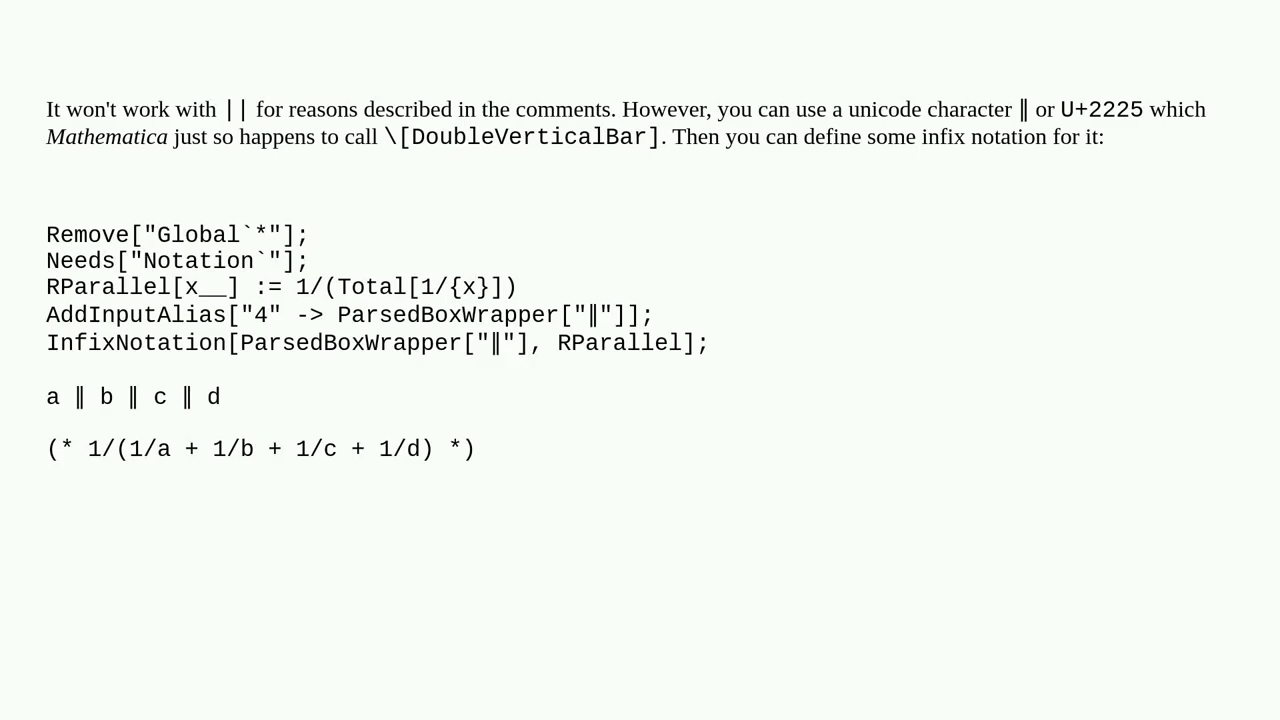 It won't work with || for reasons described in the comments. However, you can use a unicode character ∥ or U+2225 which
Mathematica just so happens to call \[DoubleVerticalBar]. Then you can define some infix notation for it:
Remove["Global`*"];
Needs["Notation`"];
RParallel[x__] := 1/(Total[1/{x}])
AddInputAlias["4" -> ParsedBoxWrapper["∥"]];
InfixNotation[ParsedBoxWrapper["∥"], RParallel];
a ∥ b ∥ c ∥ d
(* 1/(1/a + 1/b + 1/c + 1/d) *)